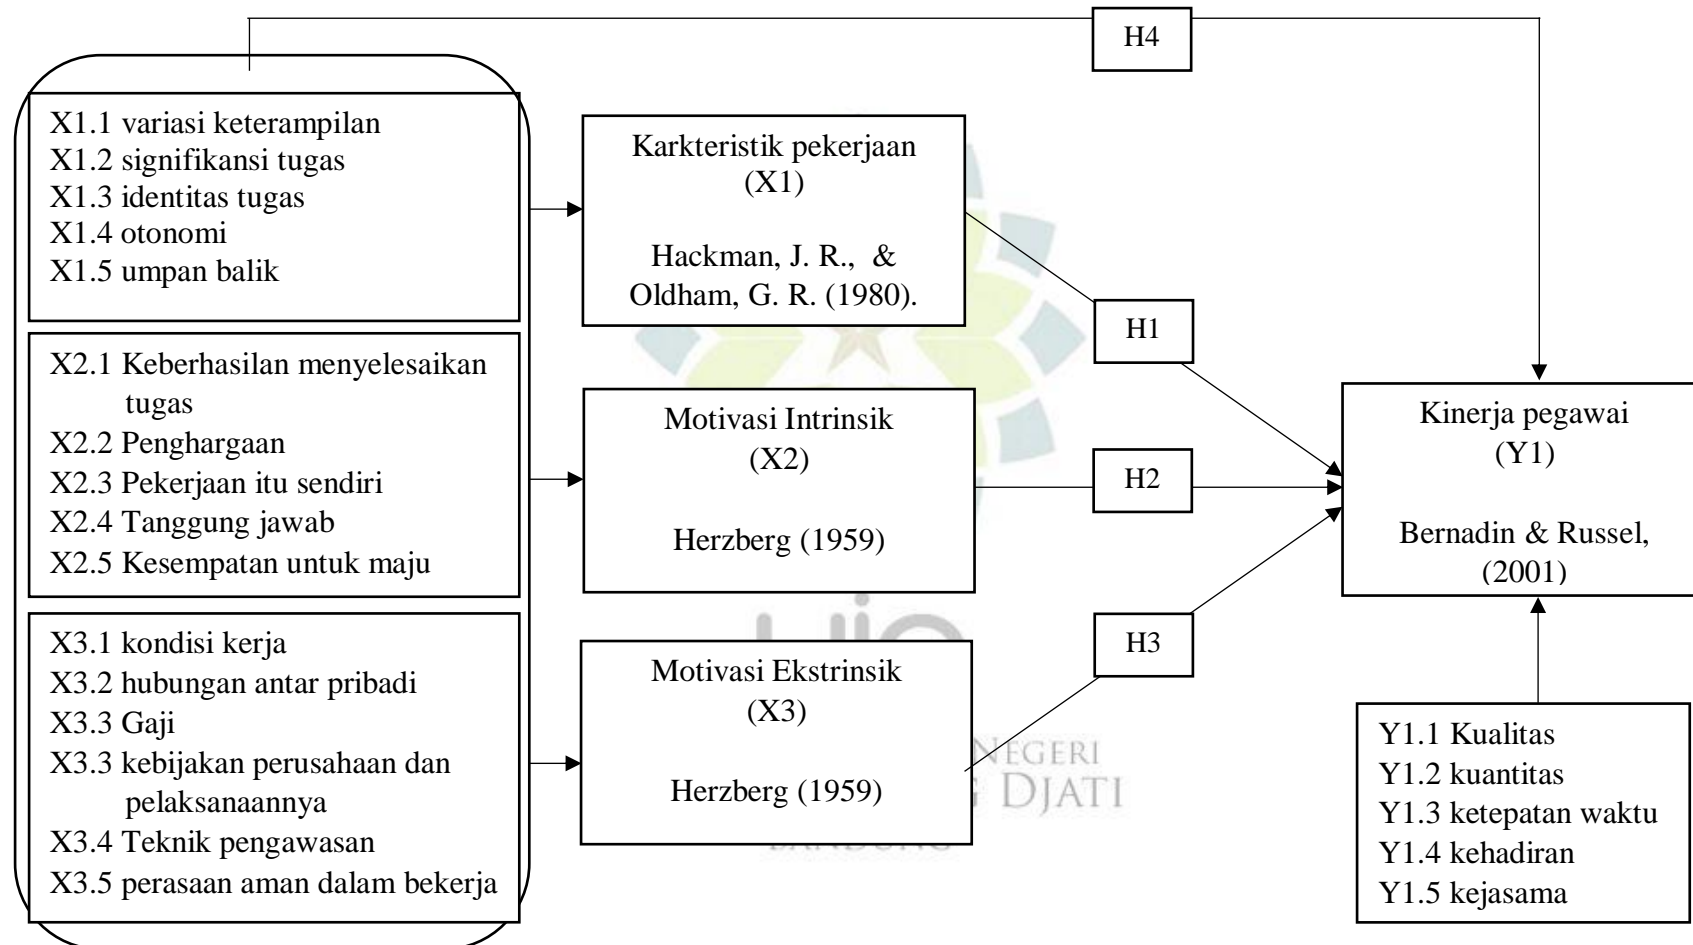 H4
X1.1 variasi keterampilan
X1.2 signifikansi tugas
X1.3 identitas tugas
X1.4 otonomi
X1.5 umpan balik
Karkteristik pekerjaan
(X1)
Hackman, J. R., &
Oldham, G. R. (1980).
H1
X2.1 Keberhasilan menyelesaikan
tugas
X2.2 Penghargaan
X2.3 Pekerjaan itu sendiri
X2.4 Tanggung jawab
X2.5 Kesempatan untuk maju
Motivasi Intrinsik
(X2)
Herzberg (1959)
H2
Kinerja pegawai
(Y1)
Bernadin & Russel,
(2001)
X3.1 kondisi kerja
X3.2 hubungan antar pribadi
X3.3 Gaji
X3.3 kebijakan perusahaan dan
pelaksanaannya
X3.4 Teknik pengawasan
X3.5 perasaan aman dalam bekerja
Motivasi Ekstrinsik
(X3)
Herzberg (1959)
H3
Y1.1 Kualitas
Y1.2 kuantitas
Y1.3 ketepatan waktu
Y1.4 kehadiran
Y1.5 kejasama
NEGERI
DJATI